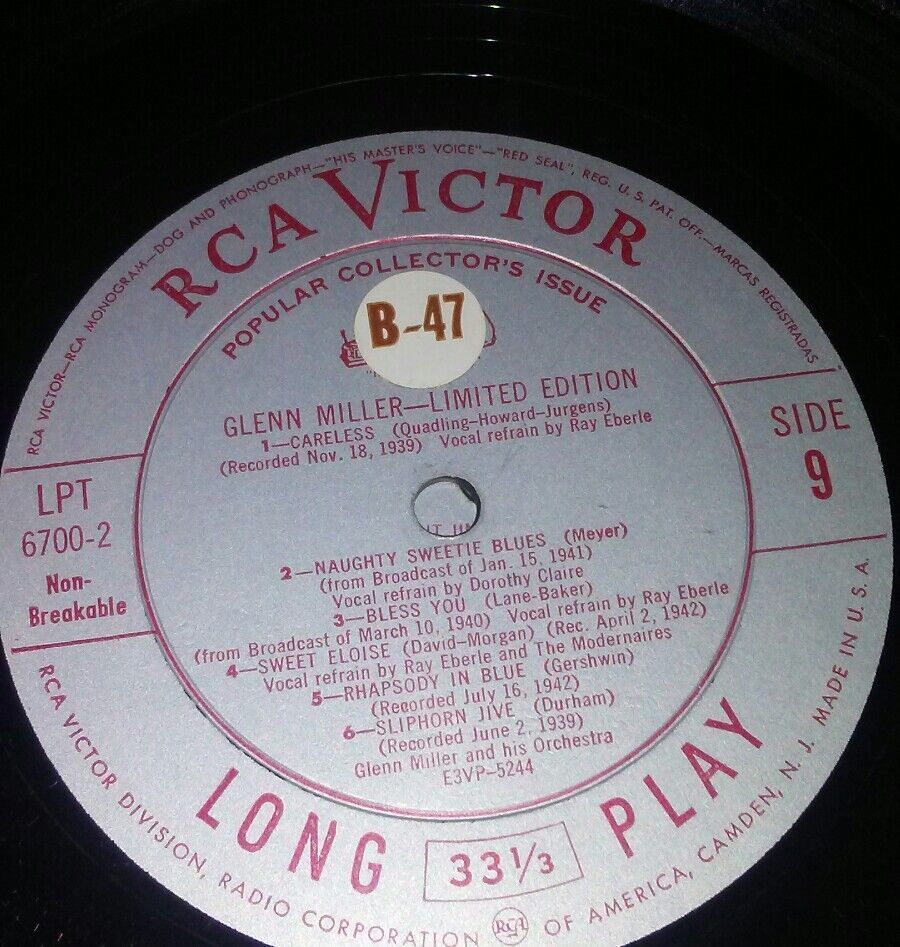 RCA VICTOR—RCA MONOGRAM—DOG AND PHONOGRAPH—"HIS MASTER'S VOICE"—"RED SEAL", REG. U. S. PAT. OFF.—MARCAS REGISTRADAS
RCA VICTOR
POPULAR COLLECTOR'S ISSUE
B-47
GLENN MILLER—LIMITED EDITION
1—CARELESS (Quadling-Howard-Jurgens)
(Recorded Nov. 18, 1939) Vocal refrain by Ray Eberle
SIDE
9
LPT
6700-2
Non-
Breakable
2—NAUGHTY SWEETIE BLUES (Meyer)
(from Broadcast of Jan. 15, 1941)
Vocal refrain by Dorothy Claire
3—BLESS YOU (Lane-Baker)
(from Broadcast of March 10, 1940) Vocal refrain by Ray Eberle
4—SWEET ELOISE (David-Morgan) (Rec. April 2, 1942)
Vocal refrain by Ray Eberle and The Modernaires
5—RHAPSODY IN BLUE (Gershwin)
(Recorded July 16, 1942)
6—SLIPHORN JIVE (Durham)
(Recorded June 2, 1939)
Glenn Miller and his Orchestra
E3VP-5244
LONG 33 1/3 PLAY
RCA VICTOR DIVISION, RADIO CORPORATION RCA OF AMERICA, CAMDEN, N. J. MADE IN U. S. A.